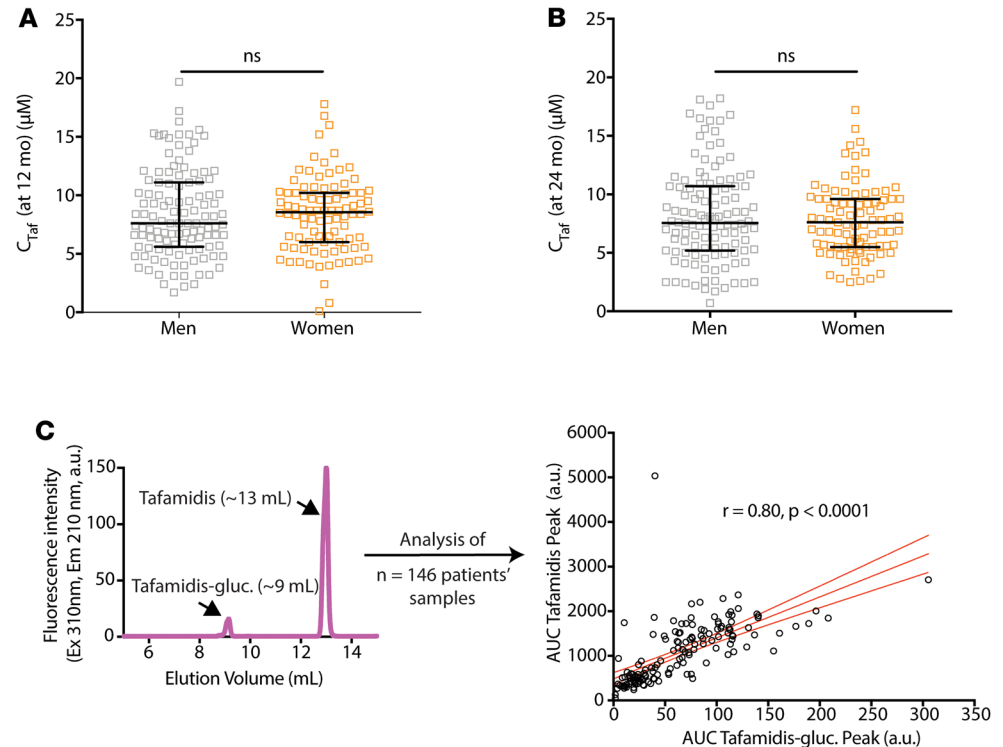 A
25
20
15
10
5
0
C_Taf (at 12 mo) (µM)
ns
Men
Women
B
25
20
15
10
5
0
C_Taf (at 24 mo) (µM)
ns
Men
Women
C
Fluorescence intensity
(Ex 310nm, Em 210 nm, a.u.)
150
100
50
0
Tafamidis (~13 mL)
Tafamidis-gluc. (~9 mL)
6 8 10 12 14
Elution Volume (mL)
Analysis of
n = 146 patients’
samples
AUC Tafamidis Peak (a.u.)
6000
5000
4000
3000
2000
1000
0
r = 0.80, p < 0.0001
0 50 100 150 200 250 300 350
AUC Tafamidis-gluc. Peak (a.u.)